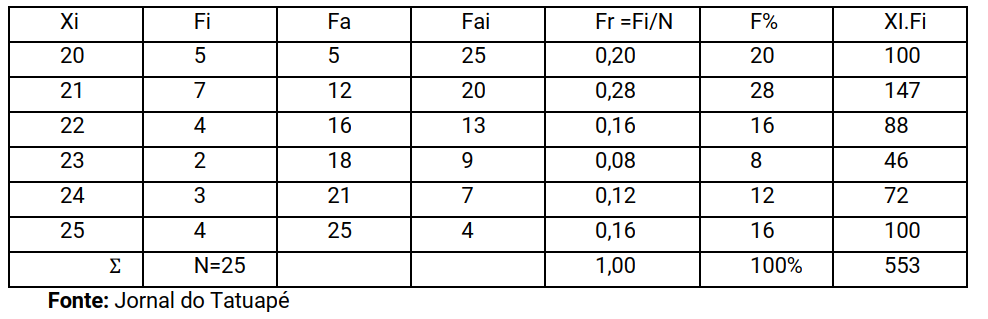 Xi Fi Fa Fai Fr =Fi/N F% XI.Fi
20 5 5 25 0,20 20 100
21 7 12 20 0,28 28 147
22 4 16 13 0,16 16 88
23 2 18 9 0,08 8 46
24 3 21 7 0,12 12 72
25 4 25 4 0,16 16 100
Σ N=25 1,00 100% 553
Fonte: Jornal do Tatuapé